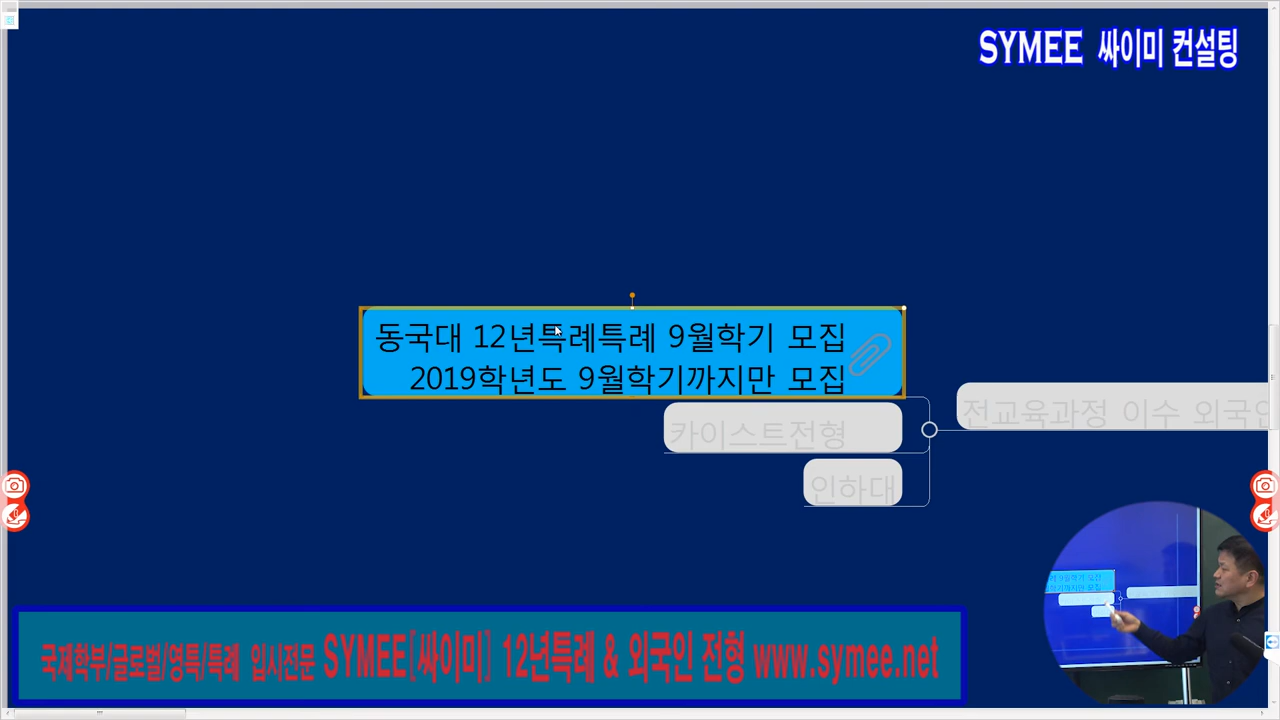 SYMEE 싸이미 컨설팅
동국대 12년특례특례 9월학기 모집
2019학년도 9월학기까지만 모집
전교육과정 이수 외국인
카이스트전형
인하대
국제학부/글로벌/영특/특례 입시전문 SYMEE[싸이미] 12년특례 & 외국인 전형 www.symee.net